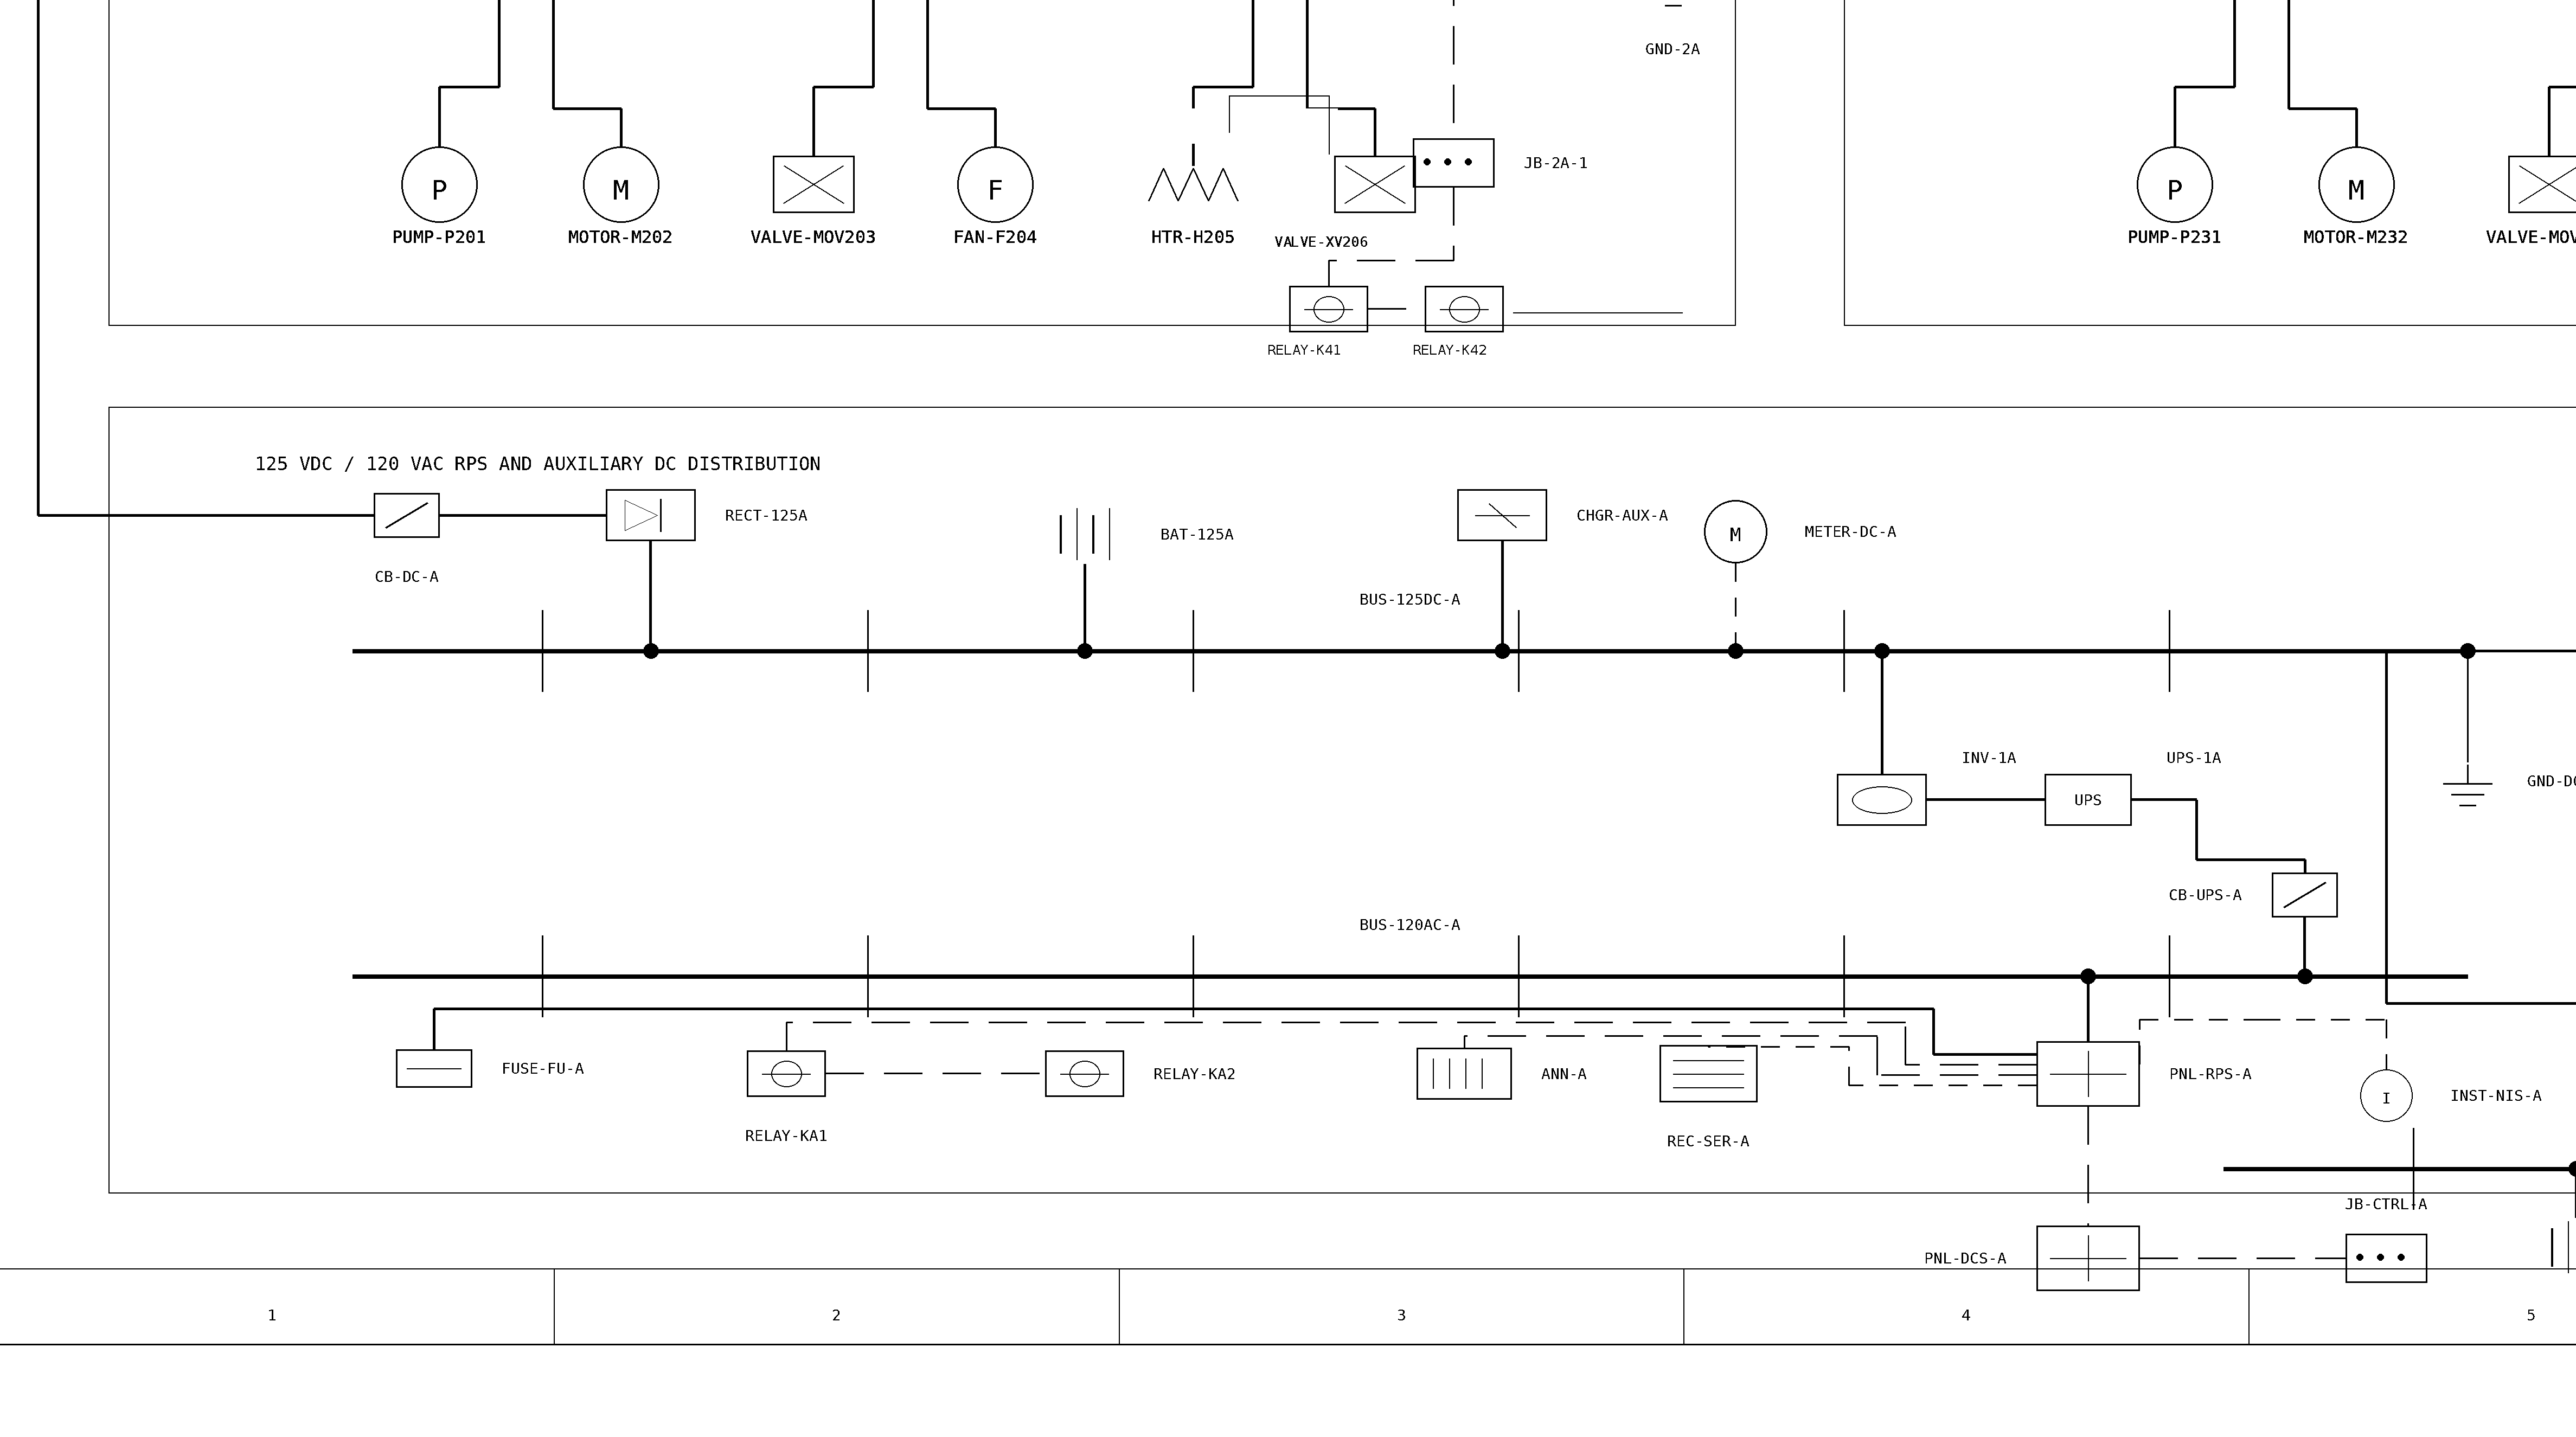 GND-2A
P
M
F
JB-2A-1
P
M
PUMP-P201
MOTOR-M202
VALVE-MOV203
FAN-F204
HTR-H205
VALVE-XV206
PUMP-P231
MOTOR-M232
VALVE-MOV
RELAY-K41
RELAY-K42
125 VDC / 120 VAC RPS AND AUXILIARY DC DISTRIBUTION
RECT-125A
BAT-125A
CHGR-AUX-A
M
METER-DC-A
CB-DC-A
BUS-125DC-A
INV-1A
UPS-1A
UPS
GND-DC
CB-UPS-A
BUS-120AC-A
FUSE-FU-A
RELAY-KA2
ANN-A
PNL-RPS-A
I
INST-NIS-A
RELAY-KA1
REC-SER-A
JB-CTRL-A
PNL-DCS-A
1
2
3
4
5